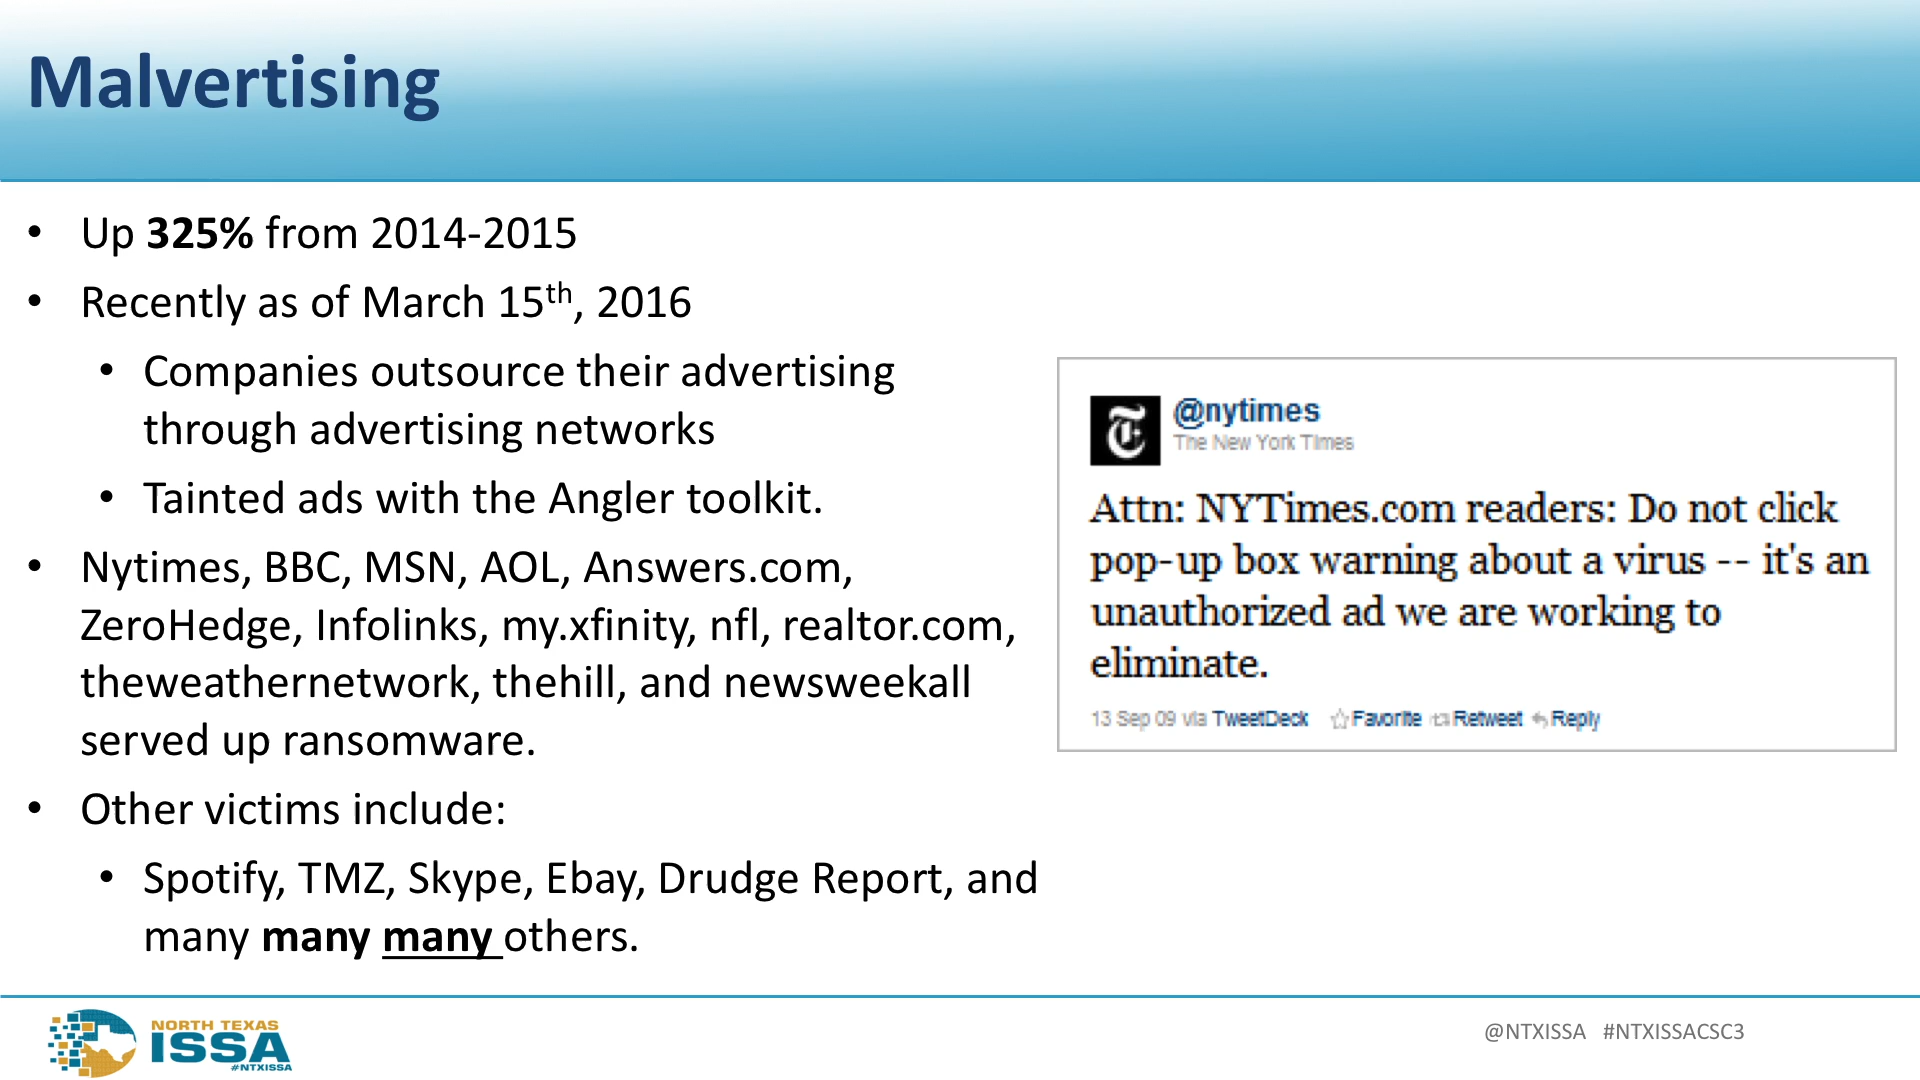 Malvertising
• Up 325% from 2014-2015
• Recently as of March 15th, 2016
• Companies outsource their advertising
through advertising networks
• Tainted ads with the Angler toolkit.
• Nytimes, BBC, MSN, AOL, Answers.com,
ZeroHedge, Infolinks, my.xfinity, nfl, realtor.com,
theweathernetwork, thehill, and newsweekall
served up ransomware.
• Other victims include:
• Spotify, TMZ, Skype, Ebay, Drudge Report, and
many many many others.
@nytimes
The New York Times
Attn: NYTimes.com readers: Do not click
pop-up box warning about a virus -- it's an
unauthorized ad we are working to
eliminate.
13 Sep 09 via TweetDeck Favorite Retweet Reply
NORTH TEXAS
ISSA
#NTXISSA
@NTXISSA #NTXISSACSC3